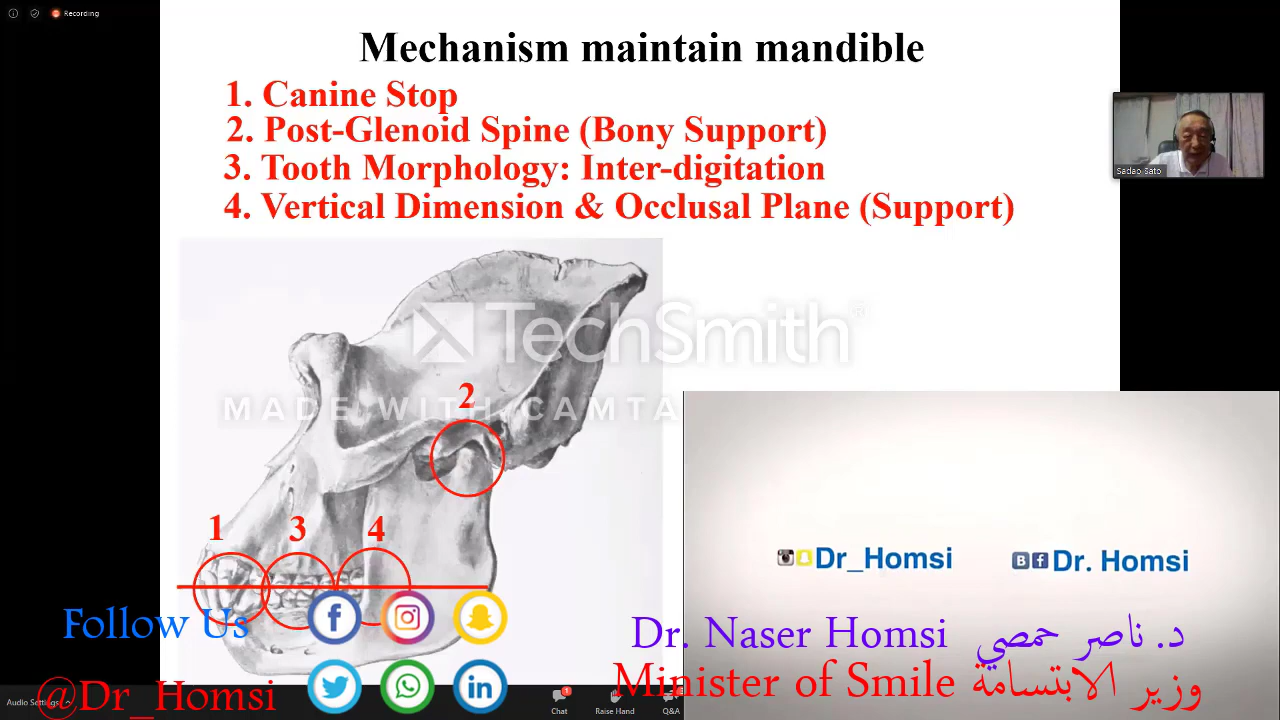 Recording
Mechanism maintain mandible
1. Canine Stop
2. Post-Glenoid Spine (Bony Support)
3. Tooth Morphology: Inter-digitation
4. Vertical Dimension & Occlusal Plane (Support)
Sadao Sato
TechSmith®
MADE WITH CAMTA
2
1
3
4
Dr_Homsi
Dr. Homsi
Follow Us
Dr. Naser Homsi د. ناصر حمصي
Minister of Smile وزير الابتسامة
@Dr_Homsi
Audio Settings
1
Chat
Raise Hand
Q&A